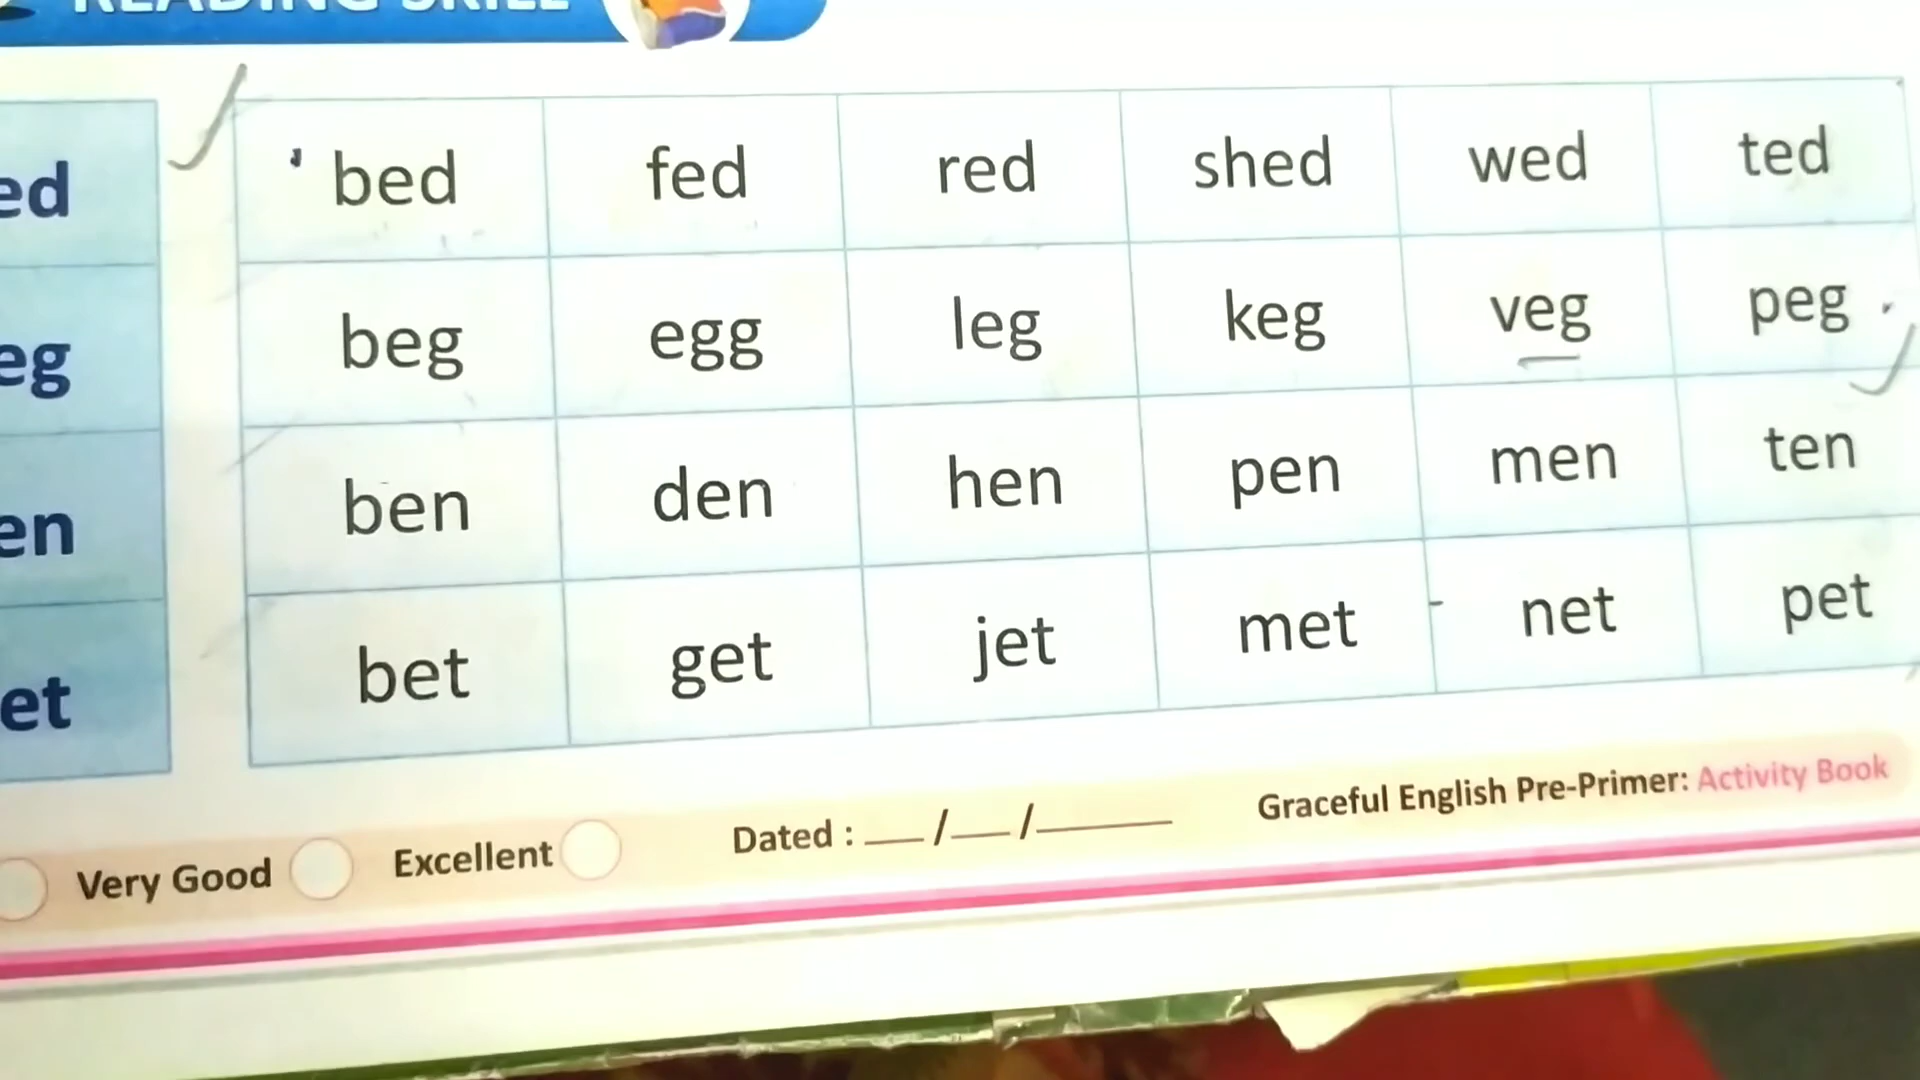 READING SKILL
ed bed fed red shed wed ted
eg beg egg leg keg veg peg
en ben den hen pen men ten
et bet get jet met net pet
Very Good Excellent Dated : __ / __ / ____ Graceful English Pre-Primer: Activity Book